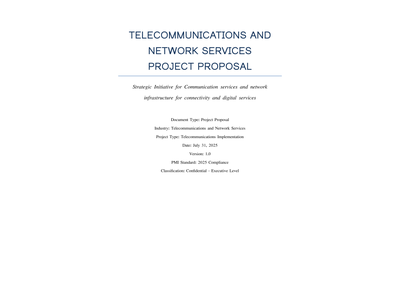 TELECOMMUNICATIONS AND
NETWORK SERVICES
PROJECT PROPOSAL
Strategic Initiative for Communication services and network
infrastructure for connectivity and digital services
Document Type: Project Proposal
Industry: Telecommunications and Network Services
Project Type: Telecommunications Implementation
Date: July 31, 2025
Version: 1.0
PMI Standard: 2025 Compliance
Classification: Confidential - Executive Level